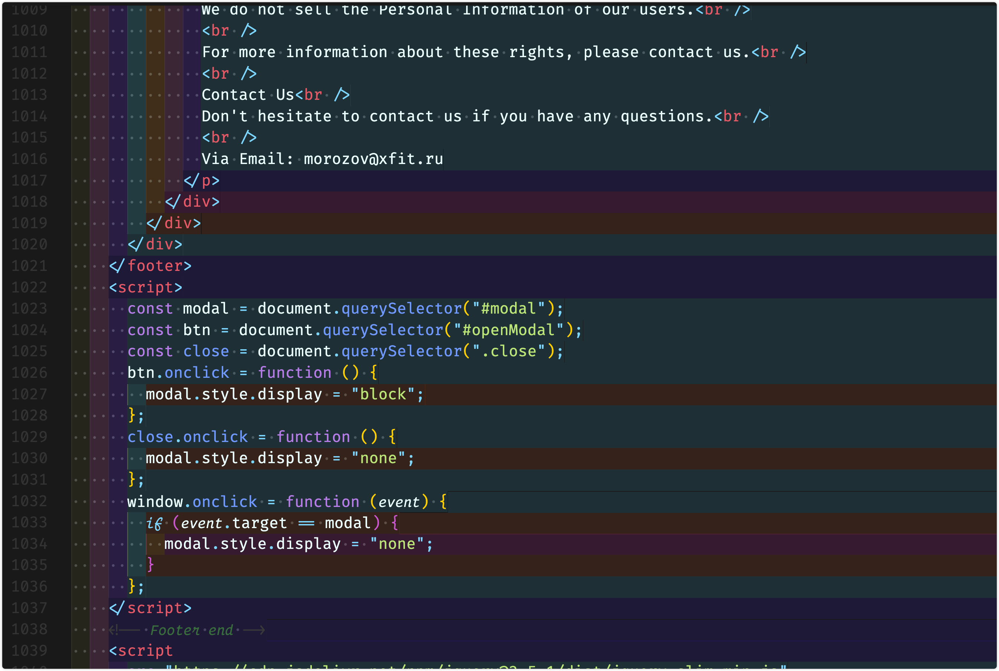 1009 We do not sell the Personal Information of our users.<br />
1010 <br />
1011 For more information about these rights, please contact us.<br />
1012 <br />
1013 Contact Us<br />
1014 Don't hesitate to contact us if you have any questions.<br />
1015 <br />
1016 Via Email: morozov@xfit.ru
1017 </p>
1018 </div>
1019 </div>
1020 </div>
1021 </footer>
1022 <script>
1023 const modal = document.querySelector("#modal");
1024 const btn = document.querySelector("#openModal");
1025 const close = document.querySelector(".close");
1026 btn.onclick = function () {
1027 modal.style.display = "block";
1028 };
1029 close.onclick = function () {
1030 modal.style.display = "none";
1031 };
1032 window.onclick = function (event) {
1033 if (event.target == modal) {
1034 modal.style.display = "none";
1035 }
1036 };
1037 </script>
1038 <!-- Footer end -->
1039 <script